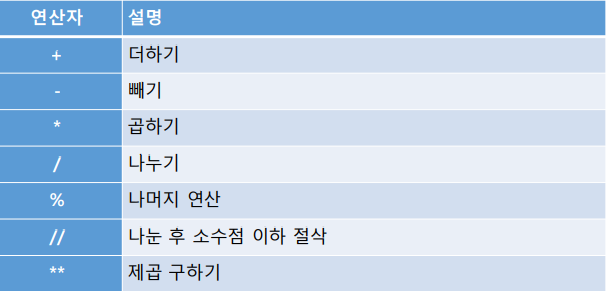 연산자 설명
+ 더하기
- 빼기
* 곱하기
/ 나누기
% 나머지 연산
// 나눈 후 소수점 이하 절삭
** 제곱 구하기